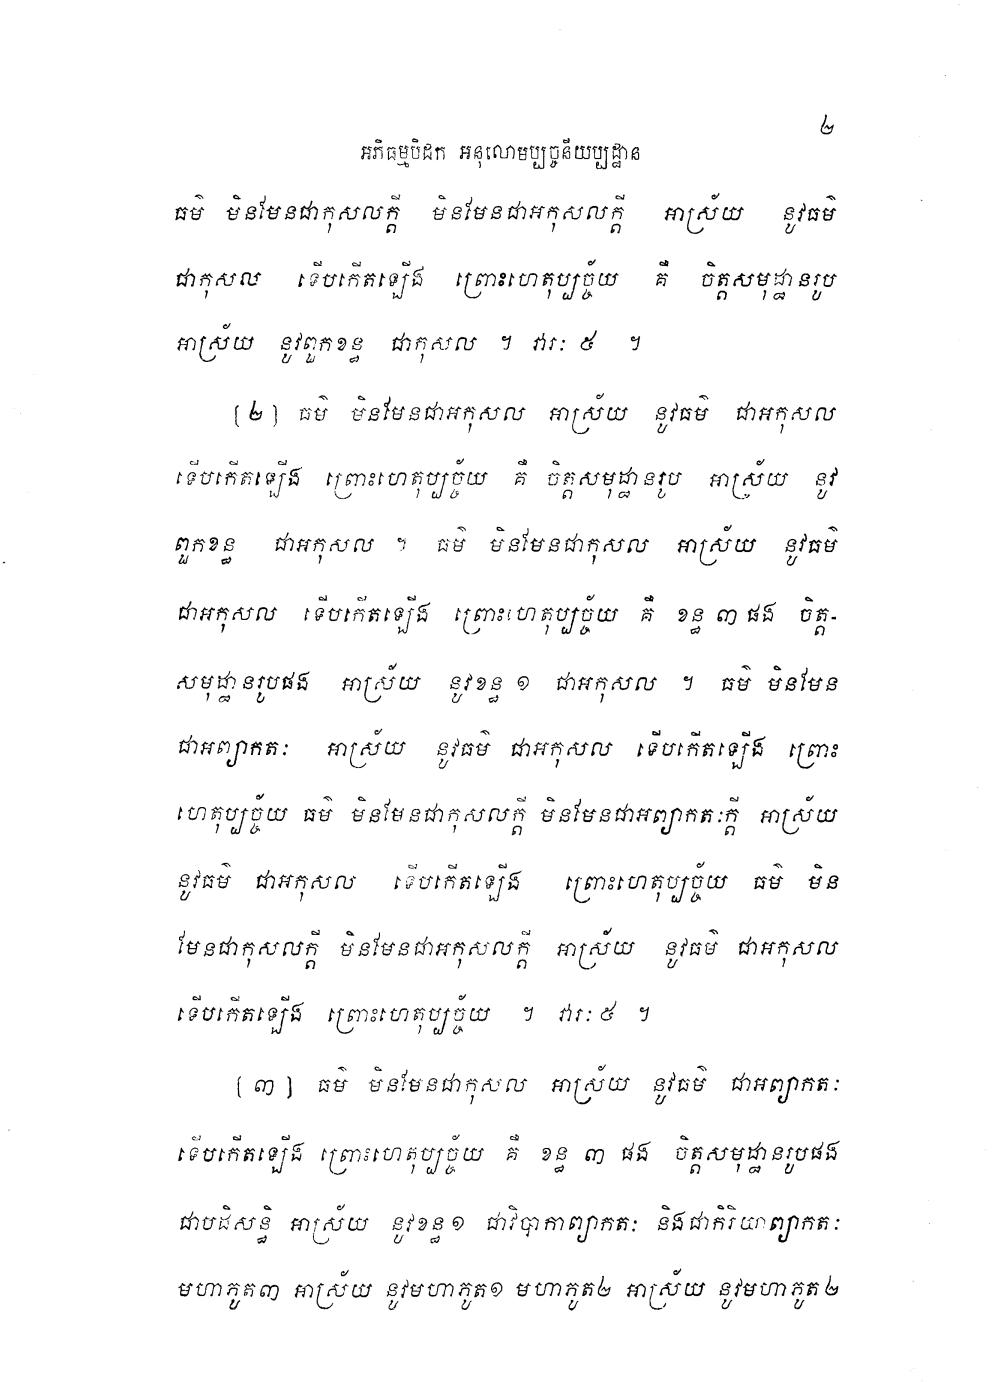 ២
អភិធម្មបិដក អនុលោមប្បច្ចនីយប្បដ្ឋាន
ធម៌ មិនមែនជាកុសលក្ដី មិនមែនជាអកុសលក្ដី អាស្រ័យ នូវធម៌
ជាកុសល ទើបកើតឡើង ព្រោះហេតុប្បច្ច័យ គឺ ចិត្តសមុដ្ឋានរូប
អាស្រ័យ នូវពួកខន្ធ ជាកុសល ។ វារៈ ៥ ។
(២) ធម៌ មិនមែនជាអកុសល អាស្រ័យ នូវធម៌ ជាអកុសល
ទើបកើតឡើង ព្រោះហេតុប្បច្ច័យ គឺ ចិត្តសមុដ្ឋានរូប អាស្រ័យ នូវ
ពួកខន្ធ ជាអកុសល ។ ធម៌ មិនមែនជាកុសល អាស្រ័យ នូវធម៌
ជាអកុសល ទើបកើតឡើង ព្រោះហេតុប្បច្ច័យ គឺ ខន្ធ ៣ ផង ចិត្ត-
សមុដ្ឋានរូបផង អាស្រ័យ នូវខន្ធ ១ ជាអកុសល ។ ធម៌ មិនមែន
ជាអព្យាកតៈ អាស្រ័យ នូវធម៌ ជាអកុសល ទើបកើតឡើង ព្រោះ
ហេតុប្បច្ច័យ ធម៌ មិនមែនជាកុសលក្ដី មិនមែនជាអព្យាកតៈក្ដី អាស្រ័យ
នូវធម៌ ជាអកុសល ទើបកើតឡើង ព្រោះហេតុប្បច្ច័យ ធម៌ មិន
មែនជាកុសលក្ដី មិនមែនជាអកុសលក្ដី អាស្រ័យ នូវធម៌ ជាអកុសល
ទើបកើតឡើង ព្រោះហេតុប្បច្ច័យ ។ វារៈ ៥ ។
(៣) ធម៌ មិនមែនជាកុសល អាស្រ័យ នូវធម៌ ជាអព្យាកតៈ
ទើបកើតឡើង ព្រោះហេតុប្បច្ច័យ គឺ ខន្ធ ៣ ផង ចិត្តសមុដ្ឋានរូបផង
ជាបដិសន្ធិ អាស្រ័យ នូវខន្ធ ១ ជាវិបាកាព្យាកតៈ និងជាកិរិយាព្យាកតៈ
មហាភូត៣ អាស្រ័យ នូវមហាភូត១ មហាភូត២ អាស្រ័យ នូវមហាភូត២